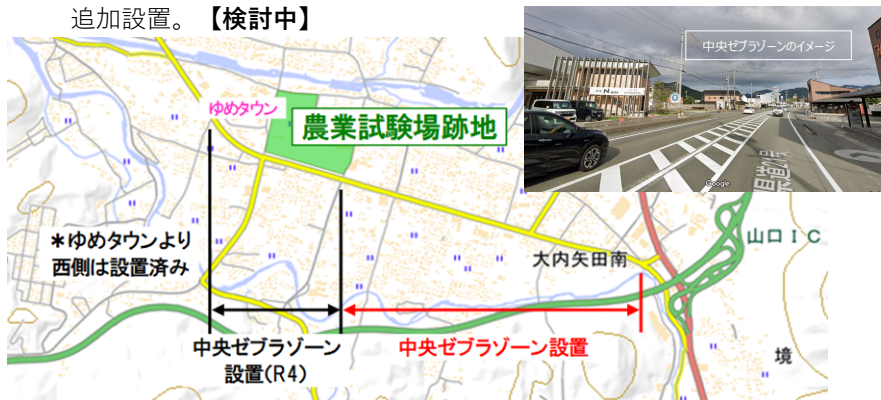 追加設置。【検討中】
中央ゼブラゾーンのイメージ
ゆめタウン
農業試験場跡地
Google
県道
*ゆめタウンより
西側は設置済み
大内矢田南
山口IC
中央ゼブラゾーン
設置(R4)
中央ゼブラゾーン設置
境